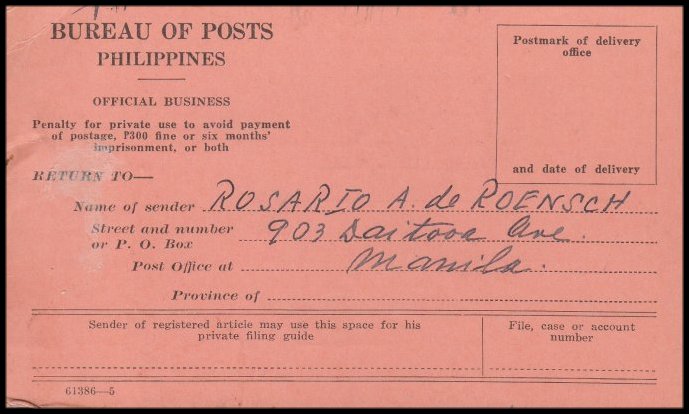 BUREAU OF POSTS
PHILIPPINES
OFFICIAL BUSINESS
Penalty for private use to avoid payment
of postage, ₱300 fine or six months'
imprisonment, or both
Postmark of delivery
office
and date of delivery
RETURN TO—
Name of sender ROSARIO A. de ROENSCH
Street and number
or P. O. Box 903 Daitova Ave.
Post Office at Manila.
Province of
Sender of registered article may use this space for his
private filing guide
File, case or account
number
61386—5